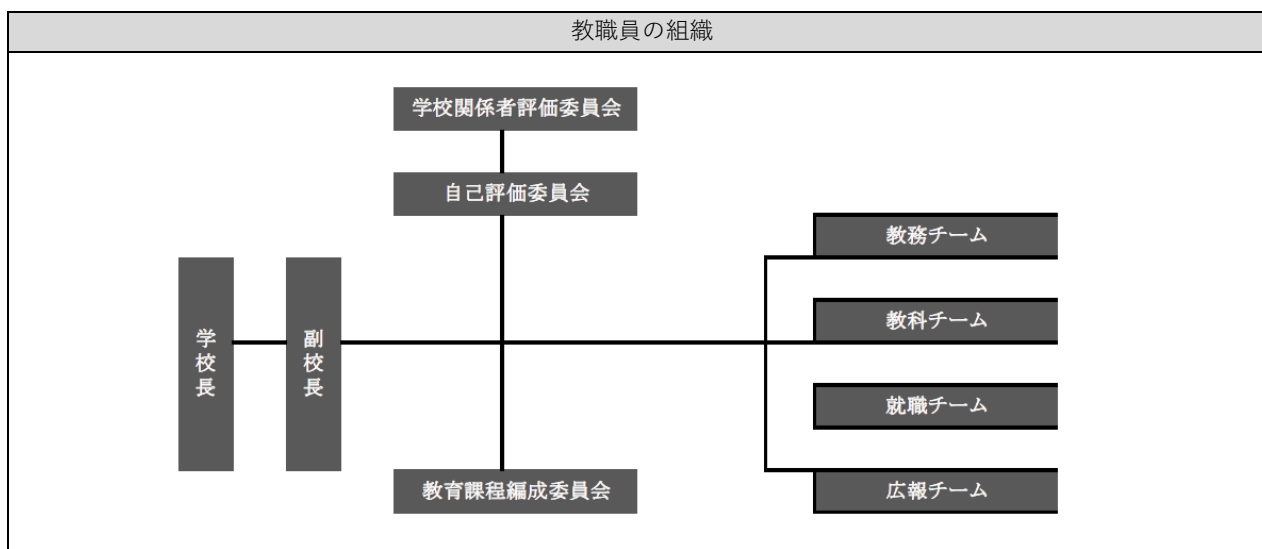 教職員の組織
学校関係者評価委員会
自己評価委員会
教務チーム
学校長
副校長
教科チーム
就職チーム
教育課程編成委員会
広報チーム